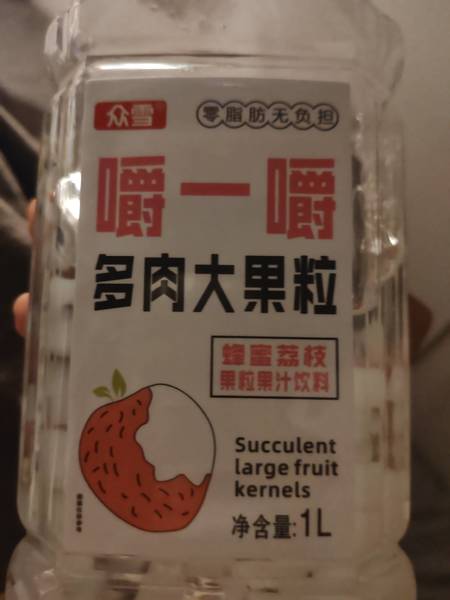 众雪
零脂肪无负担
嚼一嚼
多肉大果粒
蜂蜜荔枝
果粒果汁饮料
Succulent
large fruit
kernels
净含量:1L